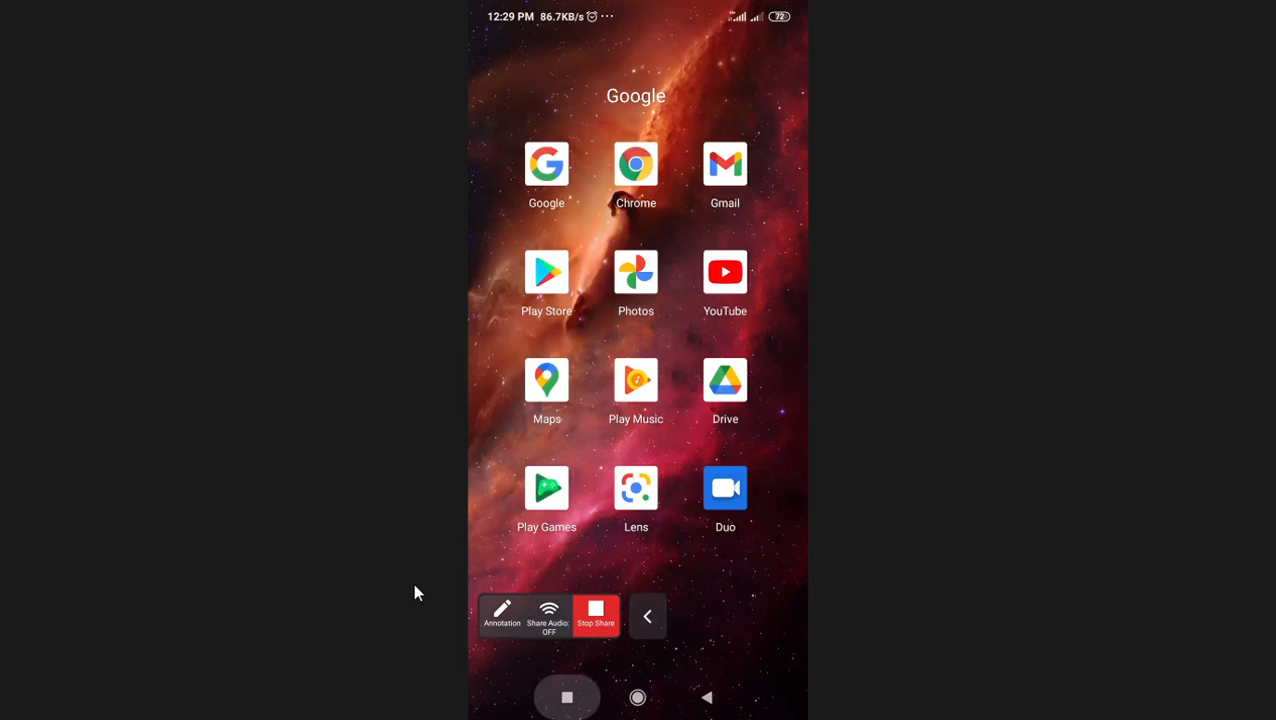 12:29 PM 86.7KB/s ... 72
Google
Google Chrome Gmail
Play Store Photos YouTube
Maps Play Music Drive
Play Games Lens Duo
Annotation Share Audio: OFF Stop Share